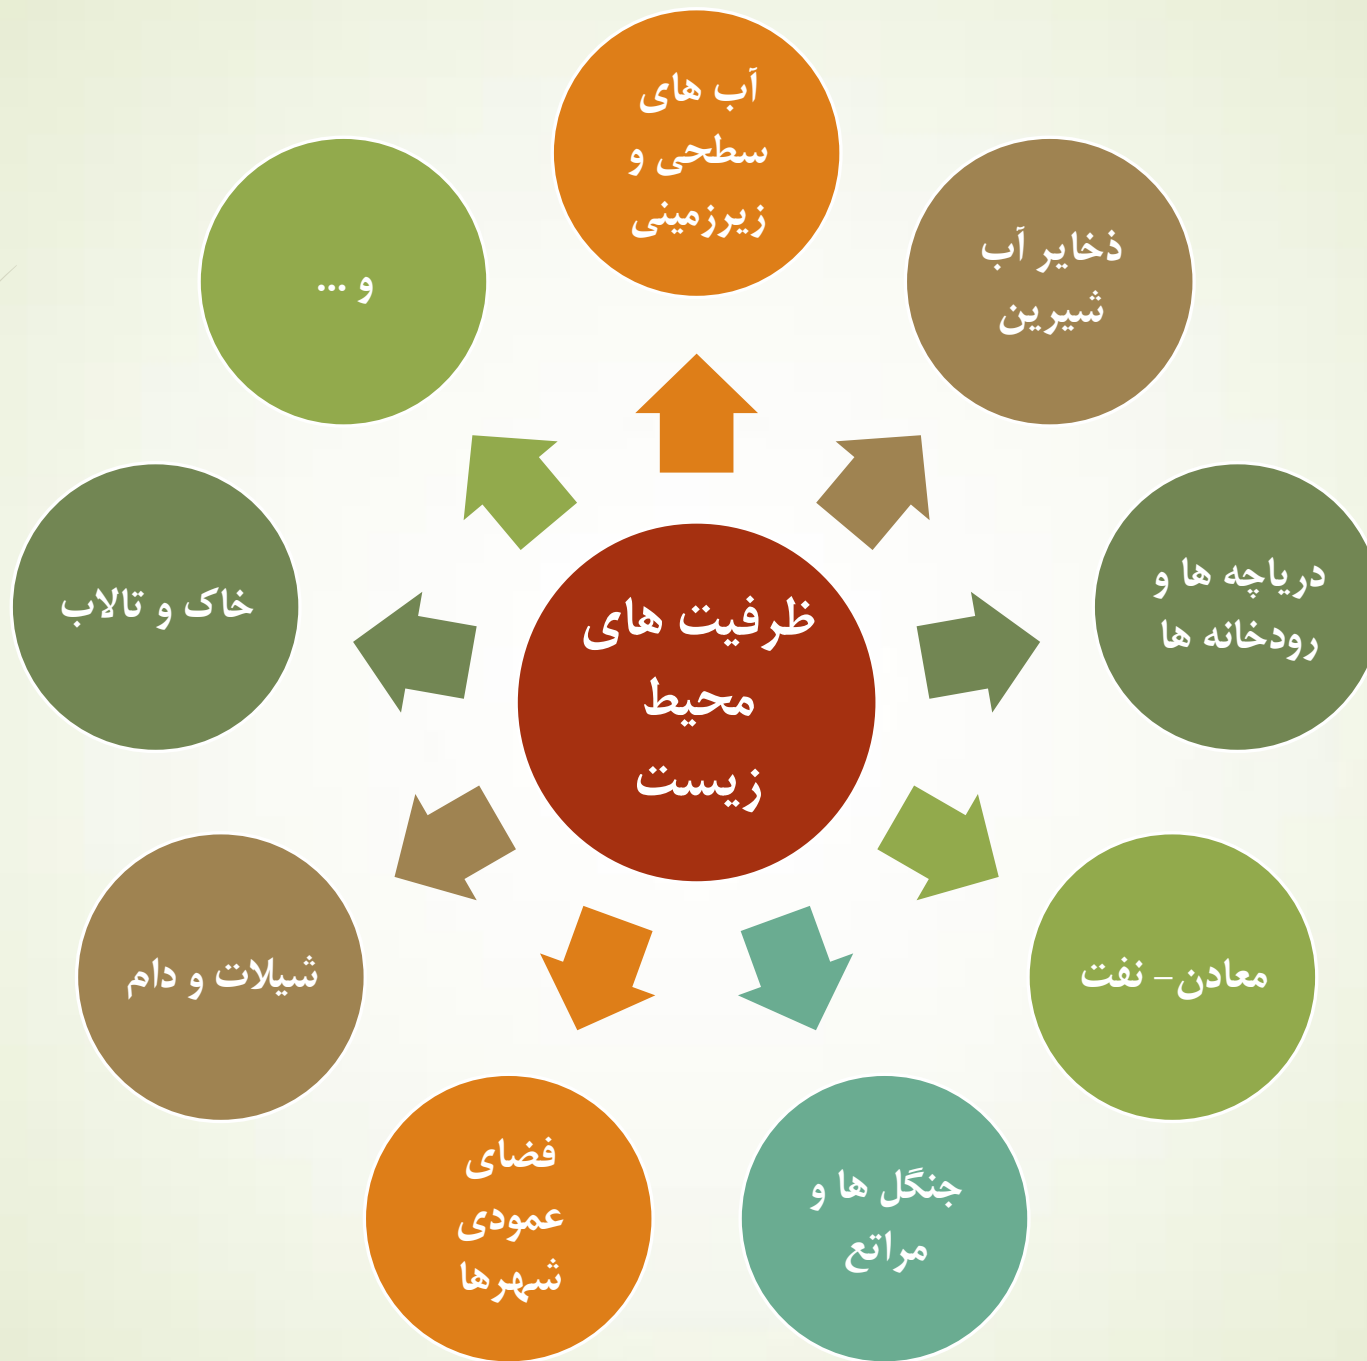 ظرفیت های
محیط
زیست
آب های
سطحی و
زیرزمینی
ذخایر آب
شیرین
دریاچه ها و
رودخانه ها
معادن- نفت
جنگل ها و
مراتع
فضای
عمودی
شهرها
شیلات و دام
خاک و تالاب
و ...